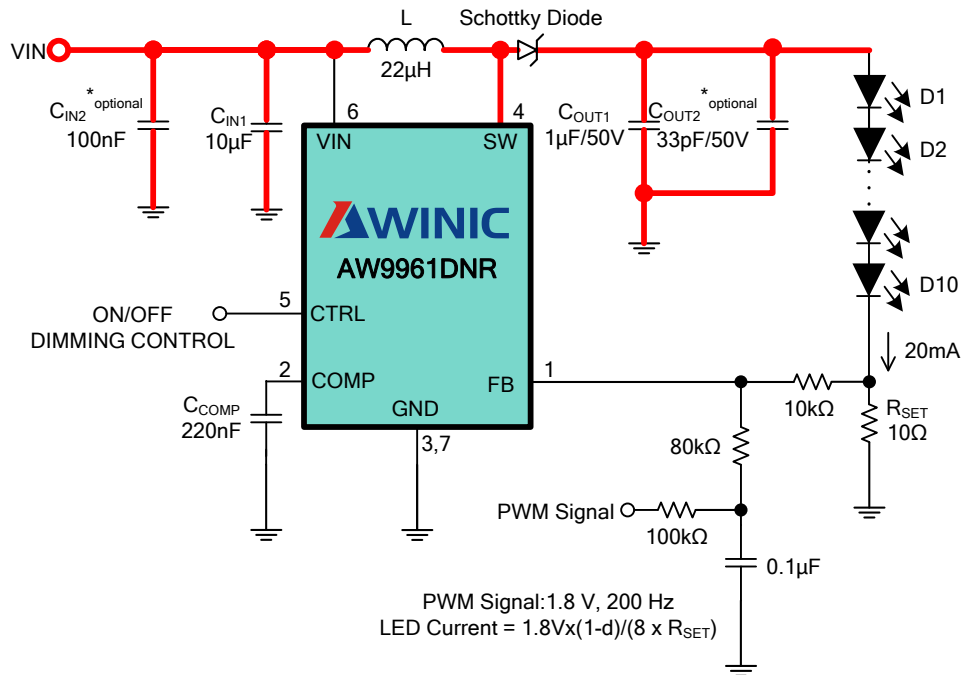 L
Schottky Diode
VIN
22µH
CIN2 *optional
100nF
CIN1
10µF
6
4
VIN
SW
COUT1
1µF/50V
COUT2 *optional
33pF/50V
D1
D2
AWINIC
AW9961DNR
D10
ON/OFF
DIMMING CONTROL
5
CTRL
20mA
2
COMP
FB
1
CCOMP
220nF
GND
3,7
10kΩ
RSET
10Ω
80kΩ
PWM Signal
100kΩ
0.1µF
PWM Signal:1.8 V, 200 Hz
LED Current = 1.8Vx(1-d)/(8 x RSET)